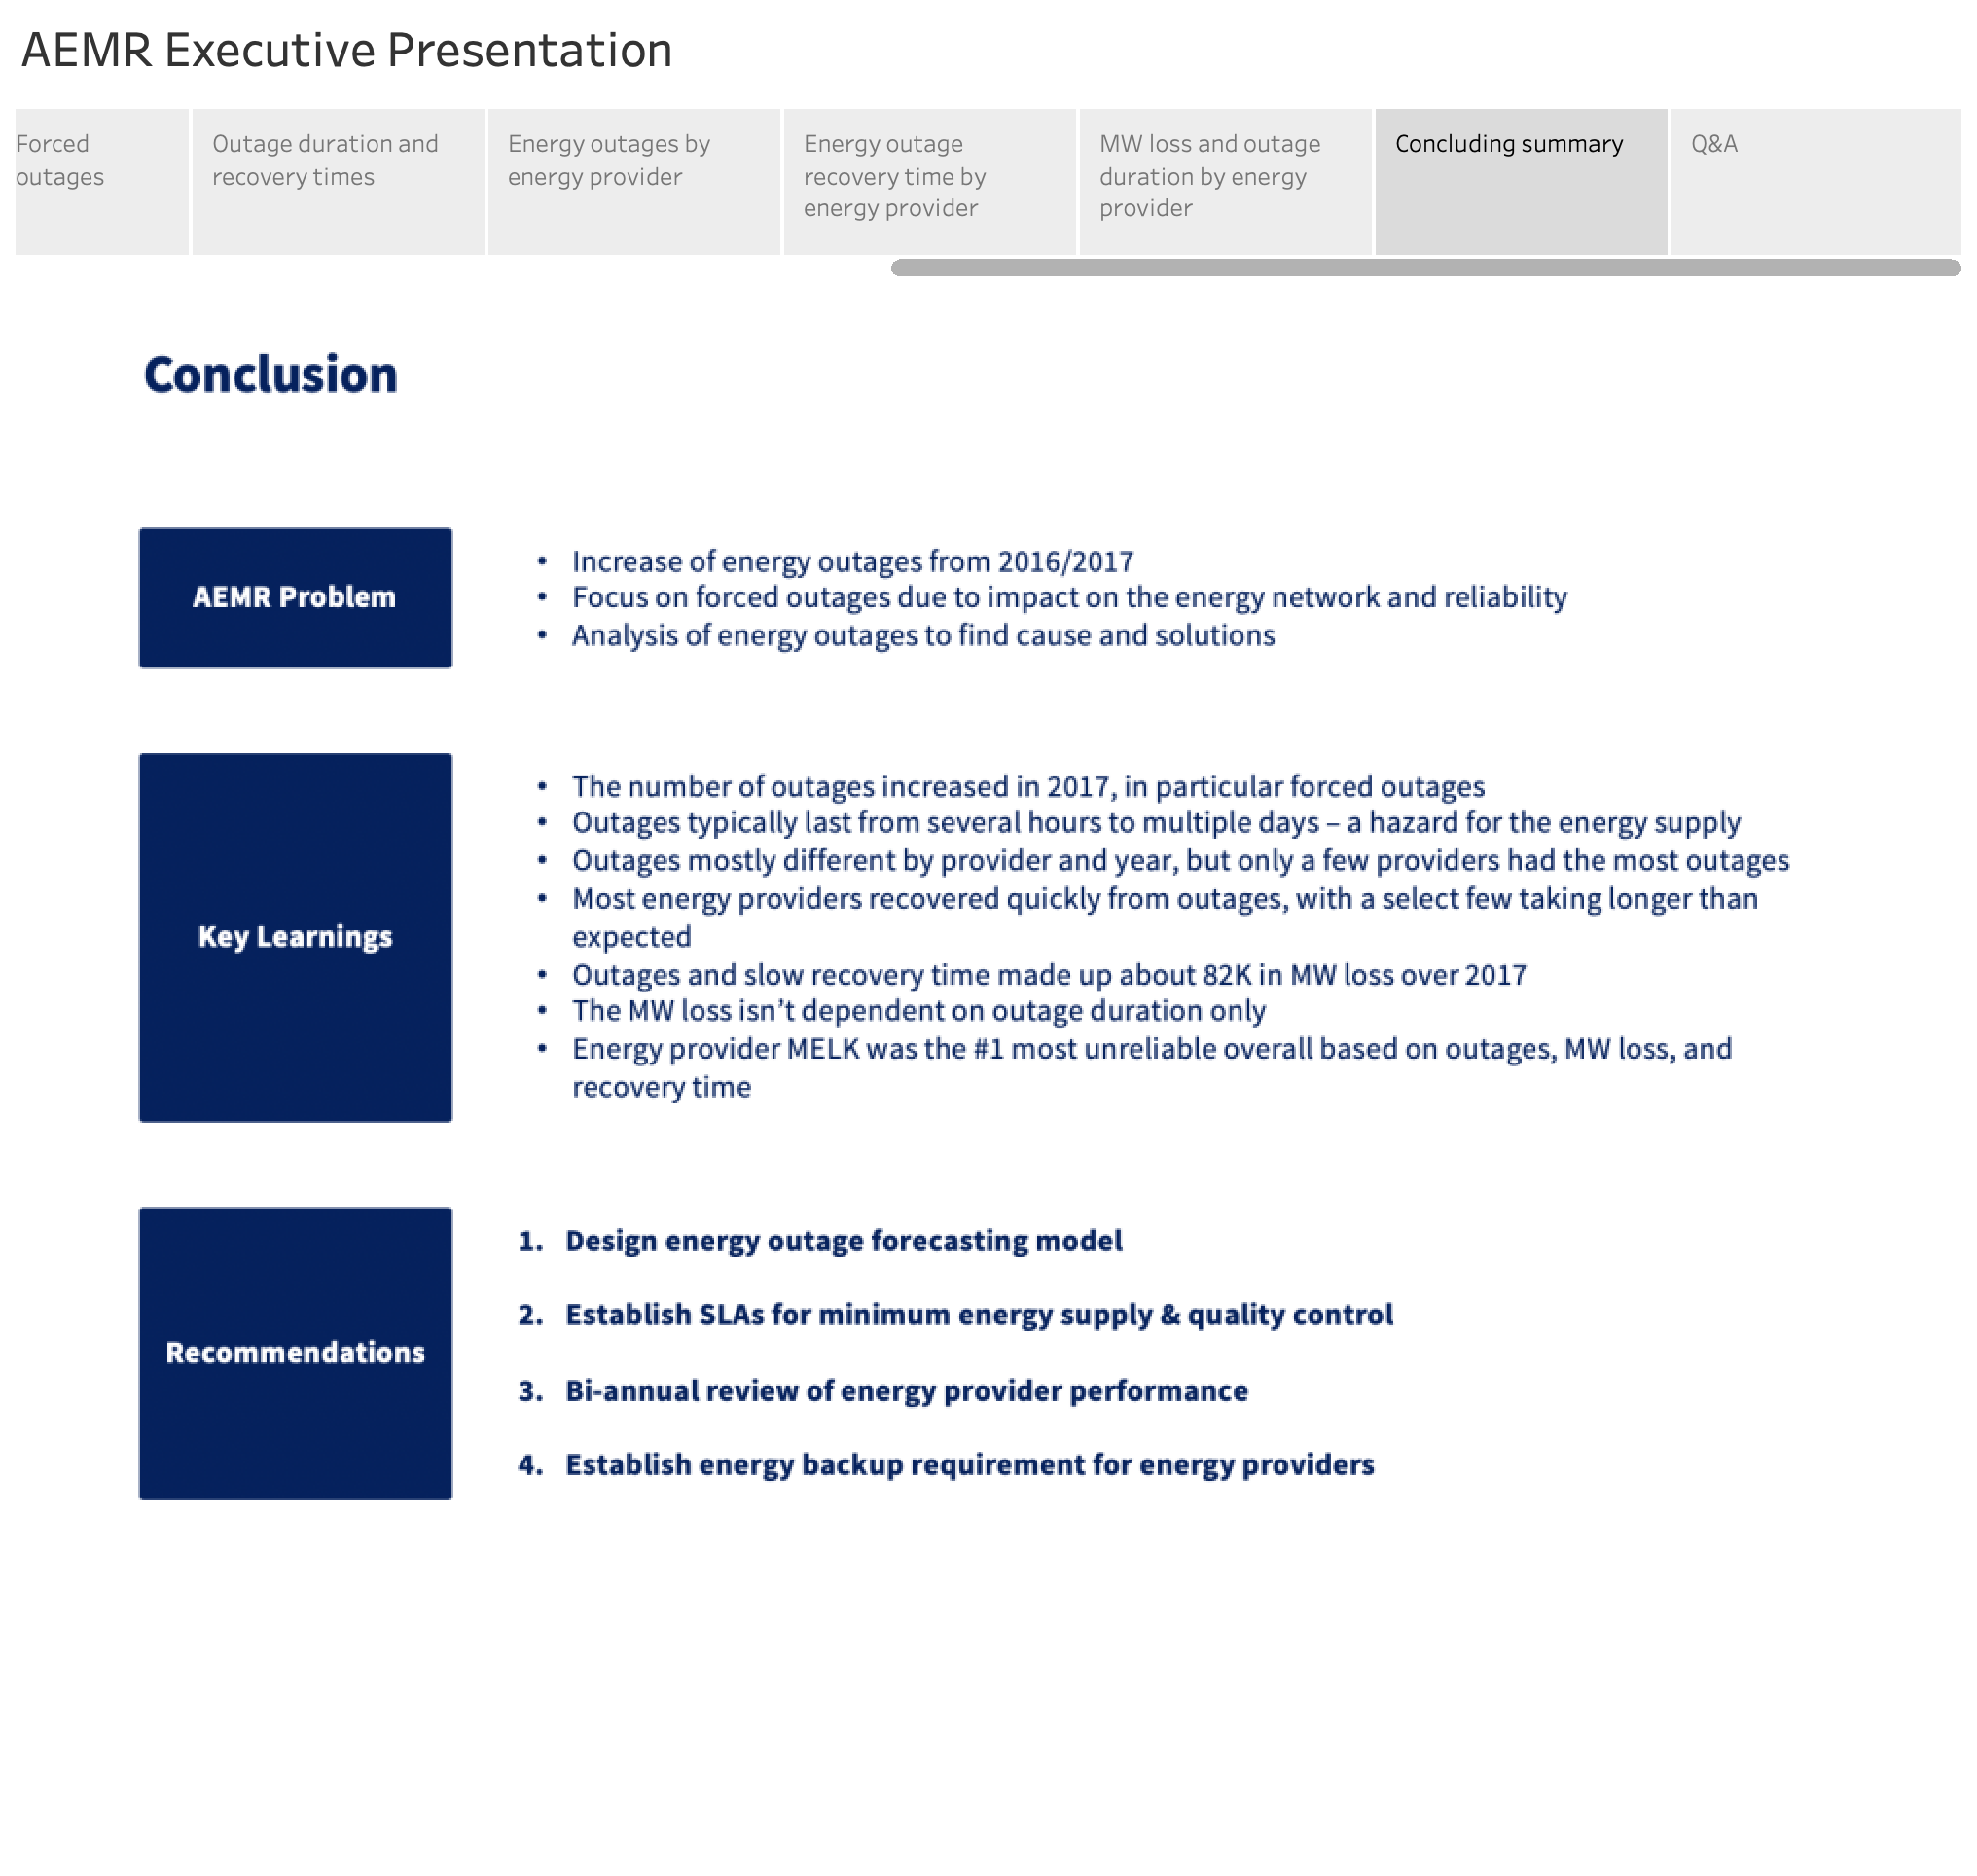 AEMR Executive Presentation
Forced
outages
Outage duration and
recovery times
Energy outages by
energy provider
Energy outage
recovery time by
energy provider
MW loss and outage
duration by energy
provider
Concluding summary
Q&A
Conclusion
AEMR Problem
• Increase of energy outages from 2016/2017
• Focus on forced outages due to impact on the energy network and reliability
• Analysis of energy outages to find cause and solutions
Key Learnings
• The number of outages increased in 2017, in particular forced outages
• Outages typically last from several hours to multiple days – a hazard for the energy supply
• Outages mostly different by provider and year, but only a few providers had the most outages
• Most energy providers recovered quickly from outages, with a select few taking longer than
expected
• Outages and slow recovery time made up about 82K in MW loss over 2017
• The MW loss isn’t dependent on outage duration only
• Energy provider MELK was the #1 most unreliable overall based on outages, MW loss, and
recovery time
Recommendations
1. Design energy outage forecasting model
2. Establish SLAs for minimum energy supply & quality control
3. Bi-annual review of energy provider performance
4. Establish energy backup requirement for energy providers